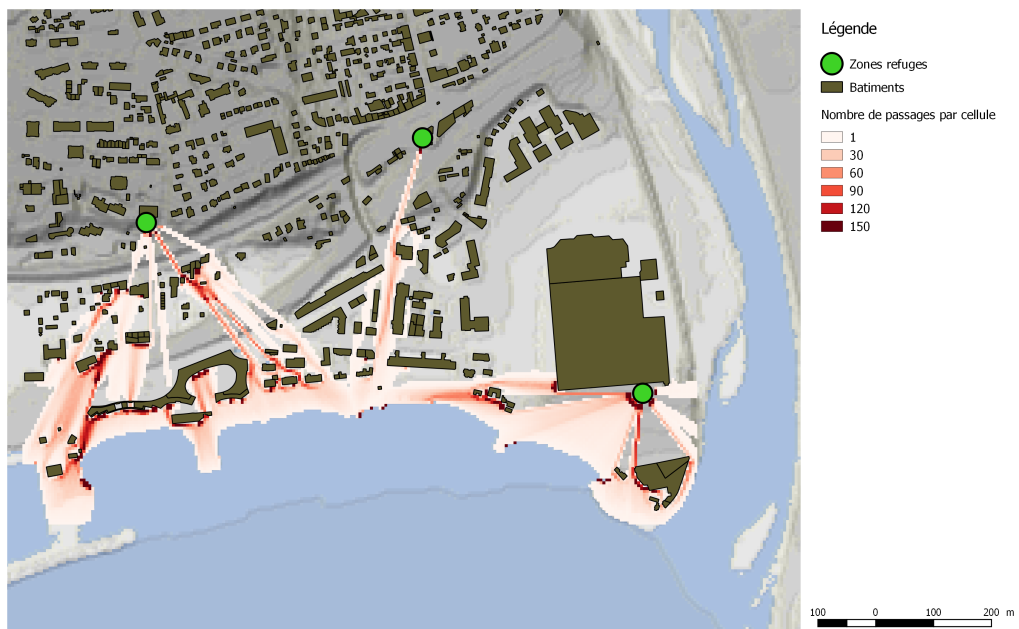 Légende
Zones refuges
Batiments
Nombre de passages par cellule
1
30
60
90
120
150
100 0 100 200 m